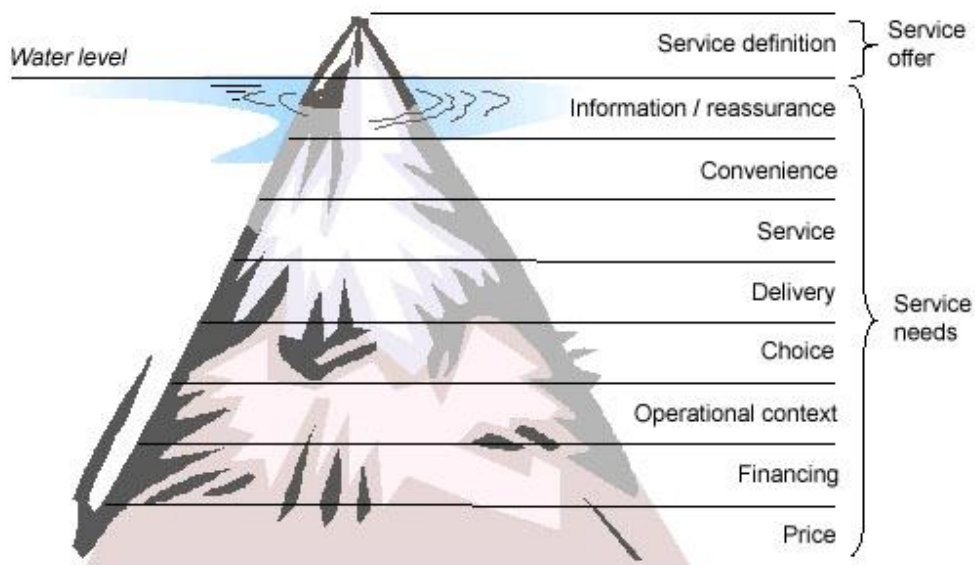 Service definition
Service
offer
Water level
Information / reassurance
Convenience
Service
Delivery
Service
needs
Choice
Operational context
Financing
Price